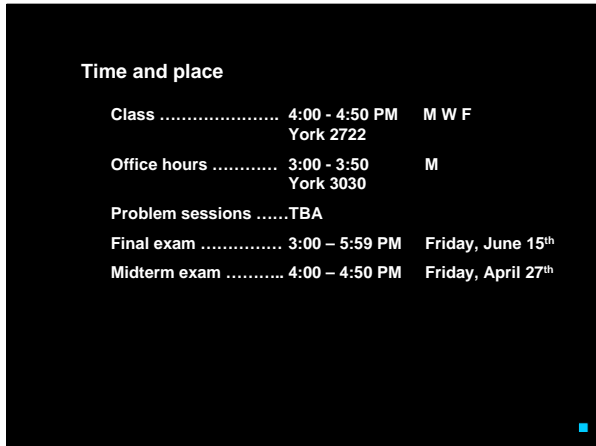 Time and place
Class ………………….. 4:00 - 4:50 PM M W F
York 2722
Office hours ………… 3:00 - 3:50 M
York 3030
Problem sessions ……TBA
Final exam …………… 3:00 – 5:59 PM Friday, June 15th
Midterm exam ……….. 4:00 – 4:50 PM Friday, April 27th